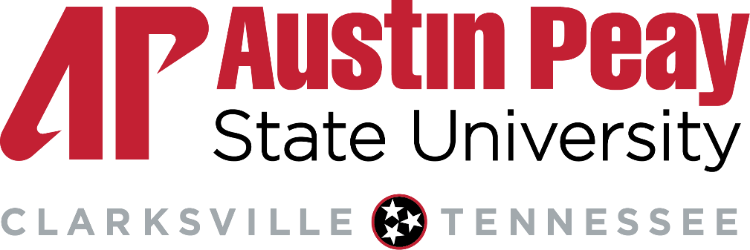 AP Austin Peay
State University
CLARKSVILLE TENNESSEE